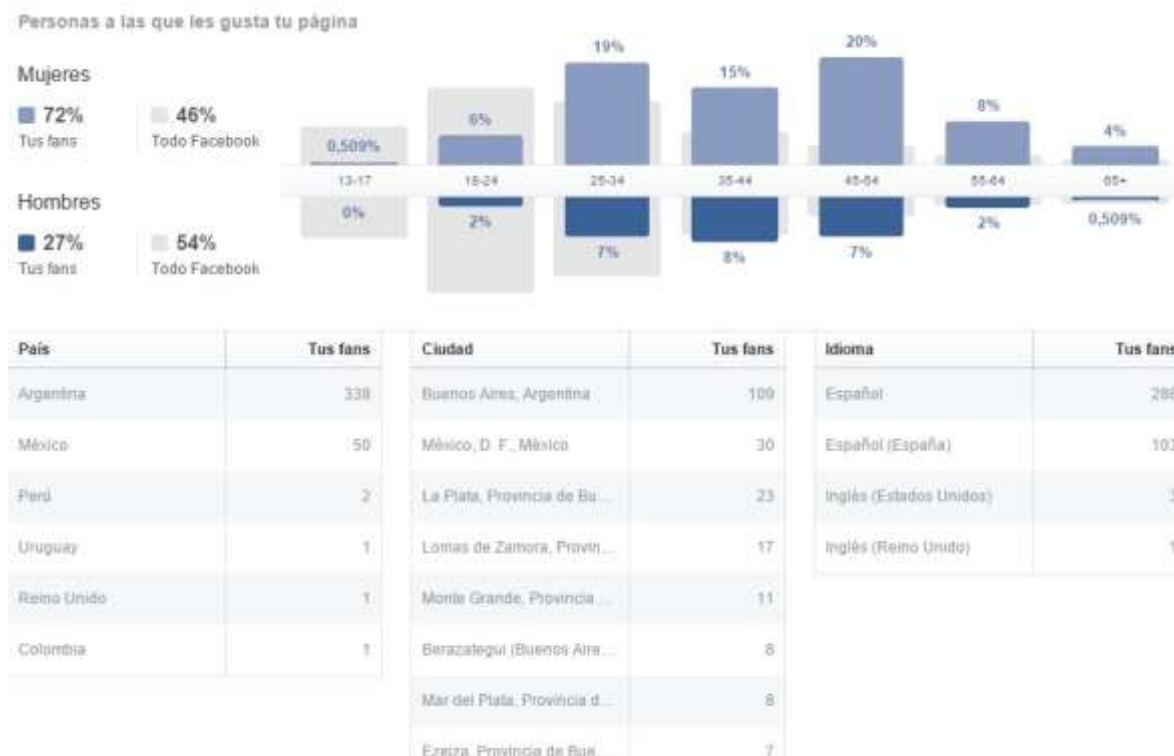 Personas a las que les gusta tu página
Mujeres
72% 46%
Tus fans Todo Facebook
Hombres
27% 54%
Tus fans Todo Facebook
0,509% 6% 19% 15% 20% 8% 4%
13-17 18-24 25-34 35-44 45-54 55-64 65+
0% 2% 7% 8% 7% 2% 0,509%
País Tus fans
Argentina 338
México 50
Perú 2
Uruguay 1
Reino Unido 1
Colombia 1
Ciudad Tus fans
Buenos Aires, Argentina 109
México, D. F., México 30
La Plata, Provincia de Bu... 23
Lomas de Zamora, Provin... 17
Monte Grande, Provincia ... 11
Berazategui (Buenos Aire... 8
Mar del Plata, Provincia d... 8
Ezeiza, Provincia de Bue... 7
Idioma Tus fans
Español 286
Español (España) 103
Inglés (Estados Unidos) 3
Inglés (Reino Unido) 1